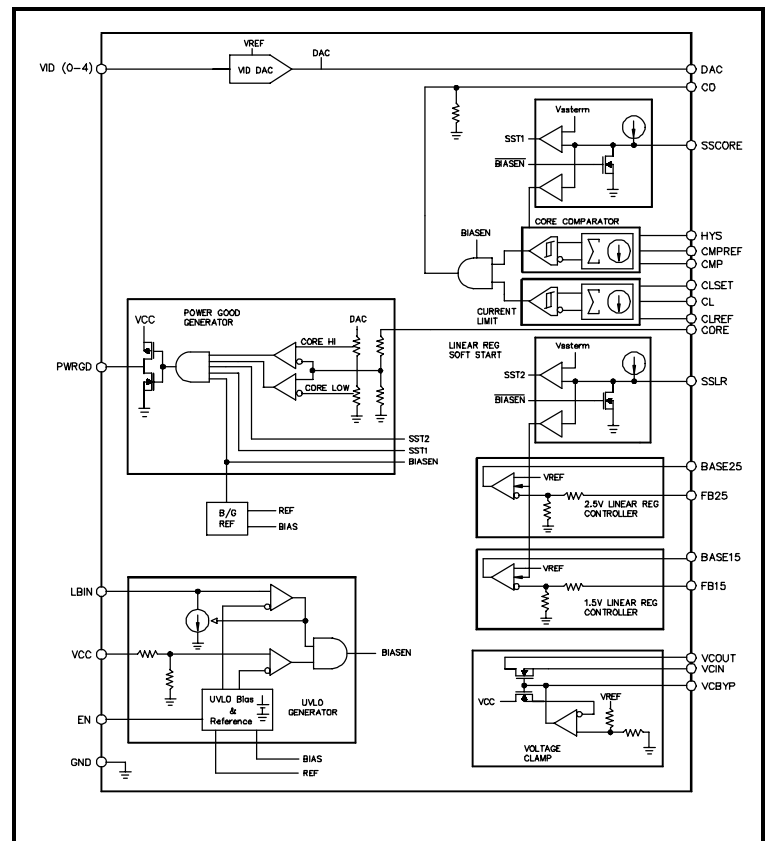 VREF
VID (0-4)
VID DAC
DAC
DAC
CO
Vssterm
SST1
SSCORE
BIASEN
CORE COMPARATOR
BIASEN
HYS
CMPREF
CMP
CLSET
CL
CURRENT
LIMIT
CLREF
CORE
POWER GOOD
GENERATOR
VCC
DAC
CORE HI
PWRGD
CORE LOW
SST2
SST1
BIASEN
LINEAR REG
SOFT START
Vssterm
SST2
SSLR
BIASEN
BASE25
VREF
FB25
2.5V LINEAR REG
CONTROLLER
B/G
REF
REF
BIAS
BASE15
VREF
FB15
1.5V LINEAR REG
CONTROLLER
LBIN
VCC
BIASEN
UVLO Bias
&
Reference
UVLO
GENERATOR
EN
BIAS
REF
GND
VCOUT
VCIN
VCBYP
VCC
VREF
VOLTAGE
CLAMP